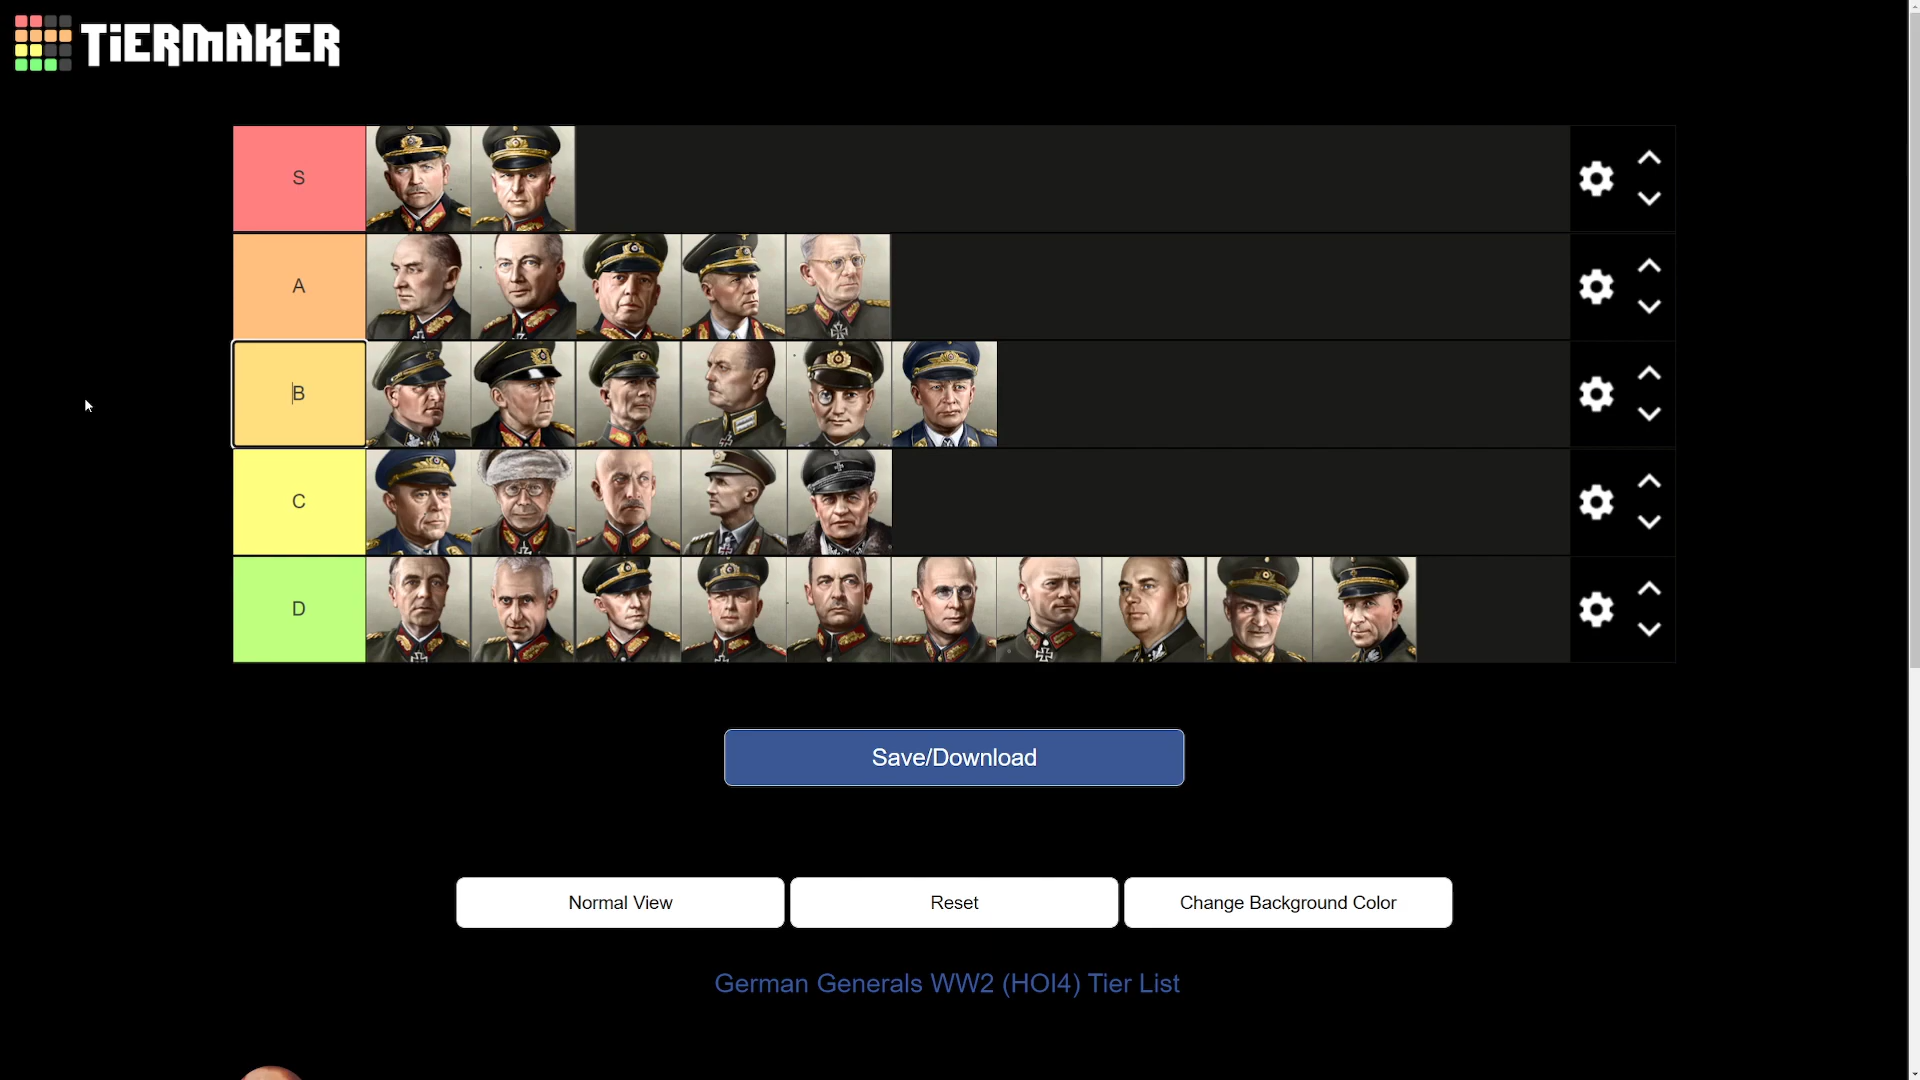 TiERMAKER
S
A
B
C
D
Save/Download
Normal View
Reset
Change Background Color
German Generals WW2 (HOI4) Tier List